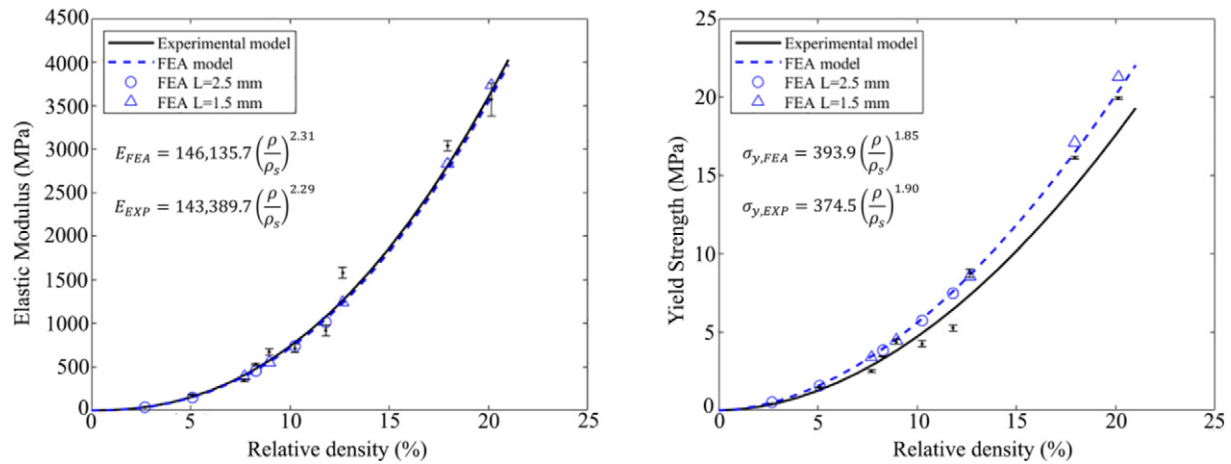 4500
4000
3500
3000
2500
2000
1500
1000
500
0
0 5 10 15 20 25
Elastic Modulus (MPa)
Relative density (%)
Experimental model
FEA model
FEA L=2.5 mm
FEA L=1.5 mm
E_FEA = 146,135.7 (ρ/ρ_s)^2.31
E_EXP = 143,389.7 (ρ/ρ_s)^2.29
25
20
15
10
5
0
0 5 10 15 20 25
Yield Strength (MPa)
Relative density (%)
Experimental model
FEA model
FEA L=2.5 mm
FEA L=1.5 mm
σ_y,FEA = 393.9 (ρ/ρ_s)^1.85
σ_y,EXP = 374.5 (ρ/ρ_s)^1.90